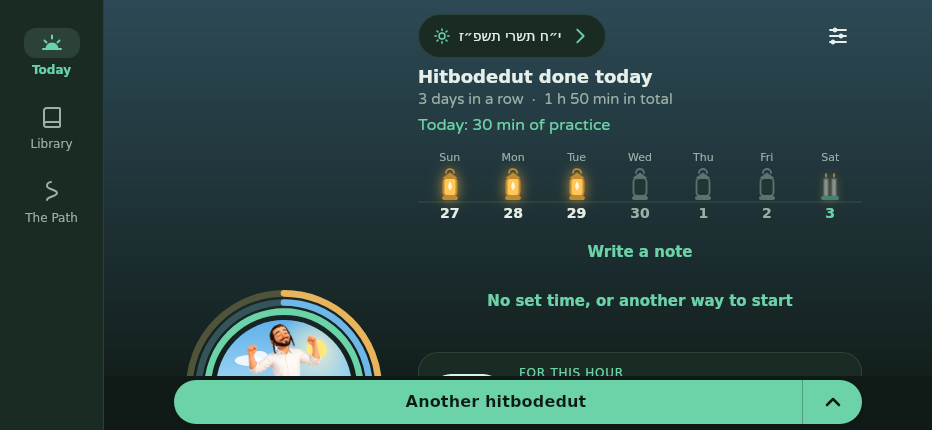 Today
Library
The Path
י״ח תשרי תשפ״ז
Hitbodedut done today
3 days in a row · 1 h 50 min in total
Today: 30 min of practice
Sun Mon Tue Wed Thu Fri Sat
27 28 29 30 1 2 3
Write a note
No set time, or another way to start
FOR THIS HOUR
Another hitbodedut